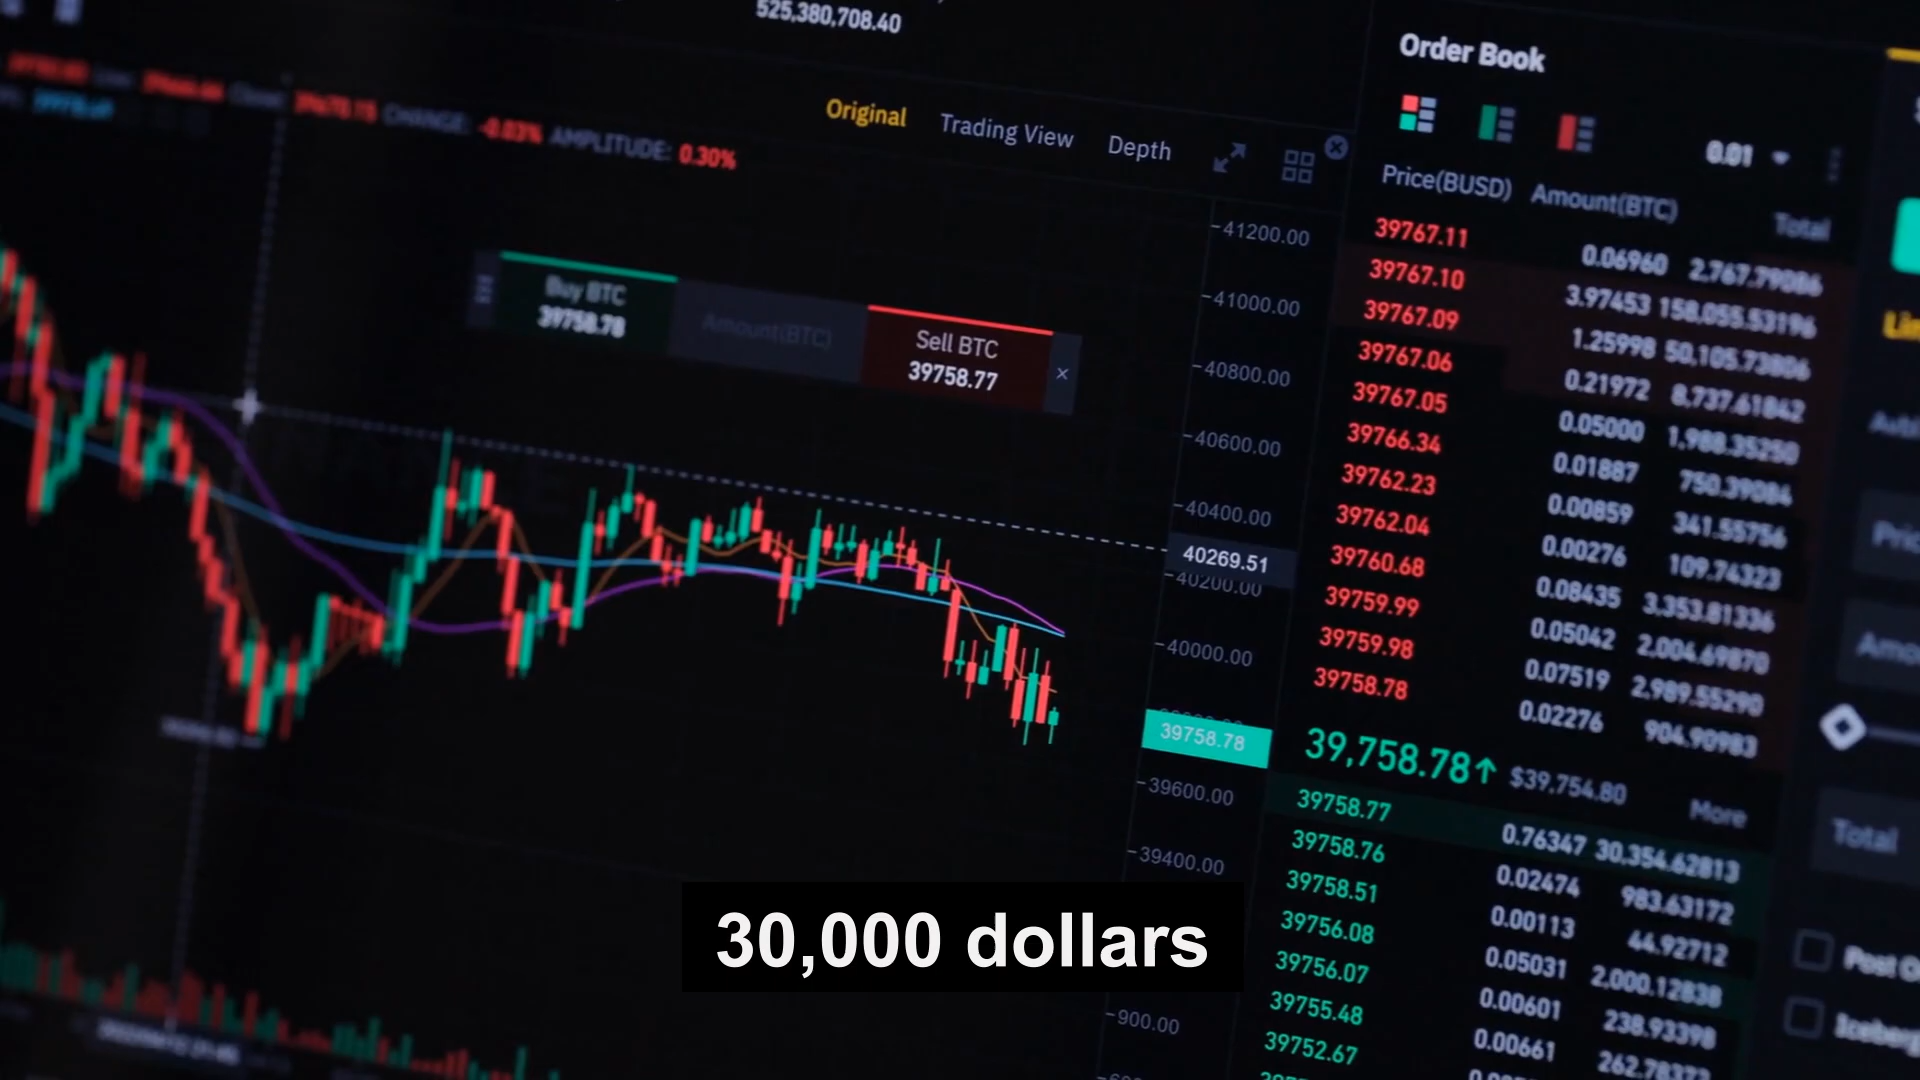 525,380,708.40
CHANGE: -0.03% AMPLITUDE: 0.30%
Original Trading View Depth
Buy BTC
39758.78
Amount(BTC)
Sell BTC
39758.77
41200.00
41000.00
40800.00
40600.00
40400.00
40269.51
40200.00
40000.00
39758.78
39600.00
39400.00
900.00
Order Book
0.01
Price(BUSD) Amount(BTC) Total
39767.11 0.06960 2,767.79086
39767.10 3.97453 158,055.53196
39767.09 1.25998 50,105.73806
39767.06 0.21972 8,737.61842
39767.05 0.05000 1,988.35250
39766.34 0.01887 750.39084
39762.23 0.00859 341.55756
39762.04 0.00276 109.74323
39760.68 0.08435 3,353.81336
39759.99 0.05042 2,004.69870
39759.98 0.07519 2,989.55290
39758.78 0.02276 904.90983
39,758.78↑ $39,754.80 More
39758.77 0.76347 30,354.62813
39758.76 0.02474 983.63172
39758.51 0.00113 44.92712
39756.08 0.05031 2,000.12838
39756.07 0.00601 238.93398
39755.48 0.00661 262.78373
39752.67
Total
Post
30,000 dollars